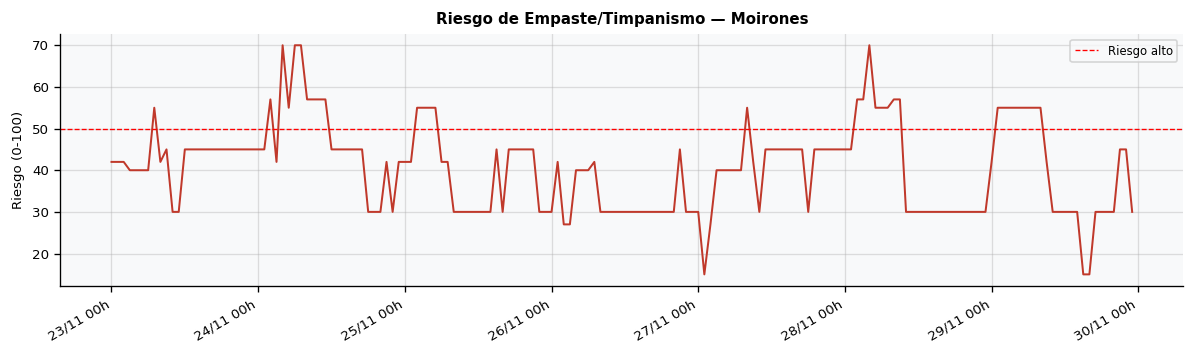 Riesgo de Empaste/Timpanismo — Moirones
Riesgo alto
Riesgo (0-100)
70
60
50
40
30
20
23/11 00h
24/11 00h
25/11 00h
26/11 00h
27/11 00h
28/11 00h
29/11 00h
30/11 00h